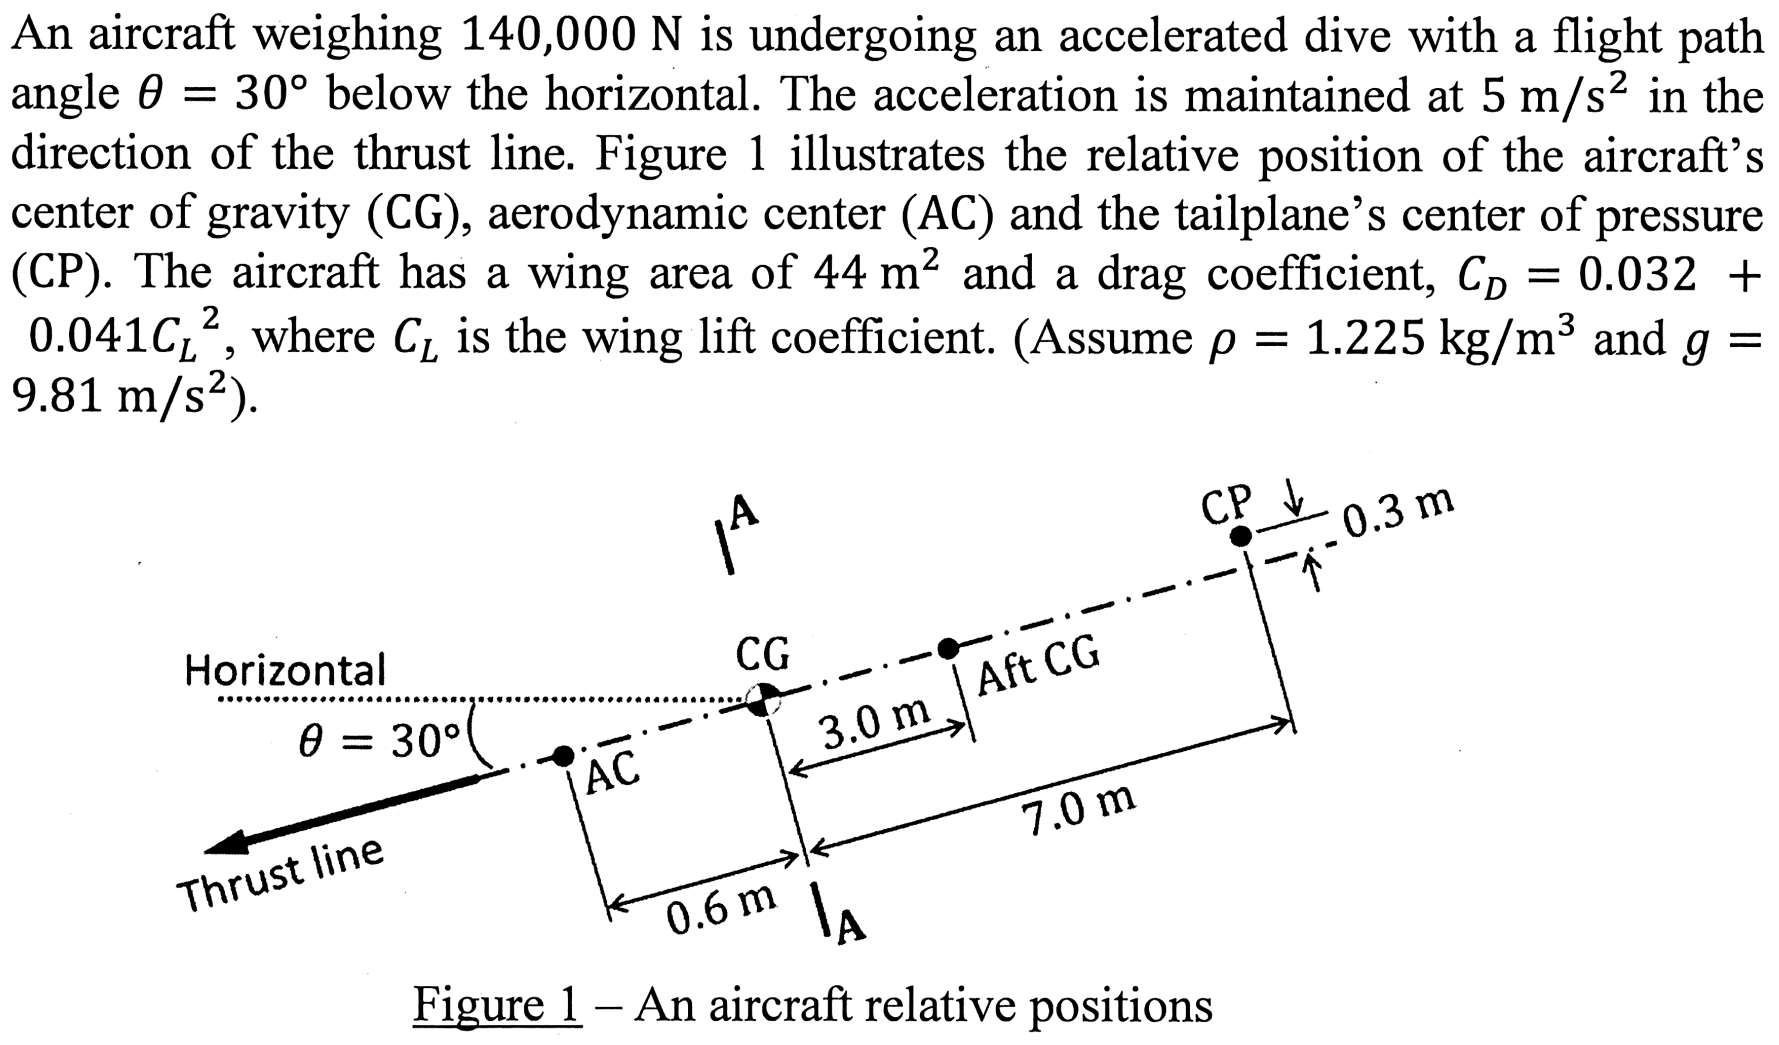 An aircraft weighing 140,000 N is undergoing an accelerated dive with a flight path
angle θ = 30° below the horizontal. The acceleration is maintained at 5 m/s² in the
direction of the thrust line. Figure 1 illustrates the relative position of the aircraft's
center of gravity (CG), aerodynamic center (AC) and the tailplane's center of pressure
(CP). The aircraft has a wing area of 44 m² and a drag coefficient, C_D = 0.032 +
0.041C_L², where C_L is the wing lift coefficient. (Assume ρ = 1.225 kg/m³ and g =
9.81 m/s²).
A
CP
0.3 m
CG
Horizontal
Aft CG
3.0 m
θ = 30°
AC
7.0 m
Thrust line
0.6 m
A
Figure 1 – An aircraft relative positions